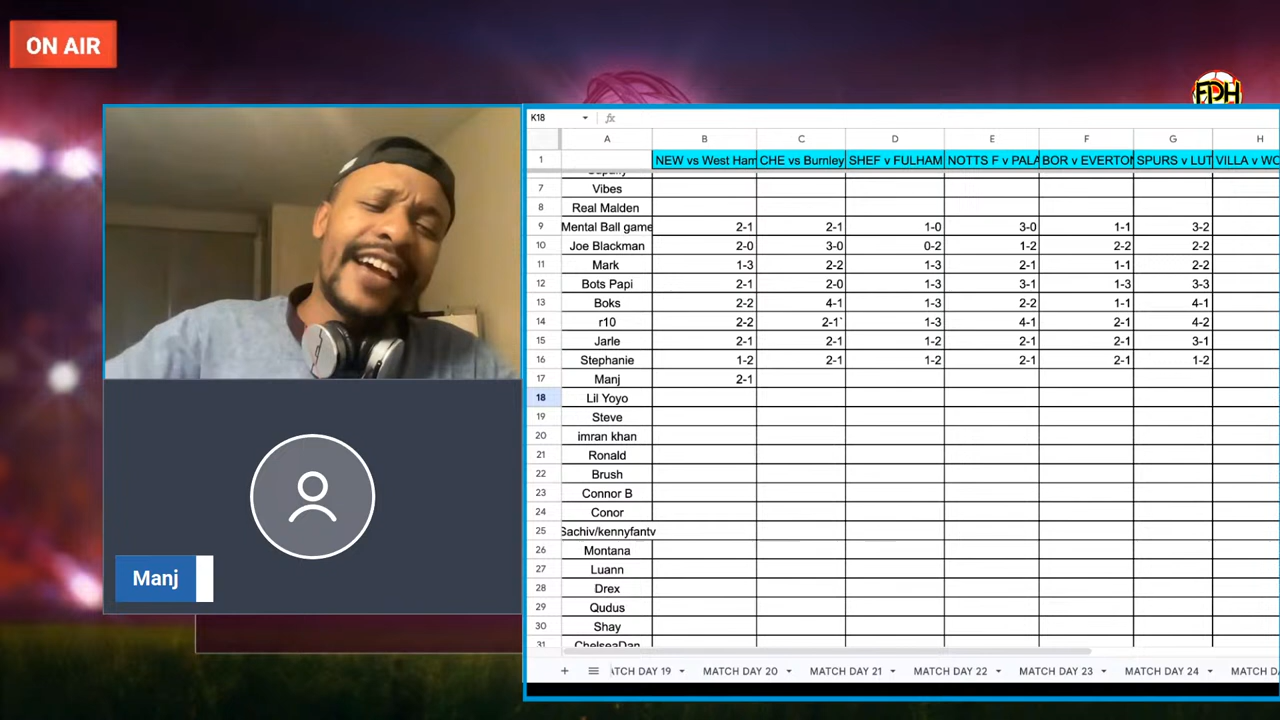 ON AIR
FPH
K18 fx
A B C D E F G H
1 NEW vs West Ham CHE vs Burnley SHEF v FULHAM NOTTS F v PALA BOR v EVERTON SPURS v LUT VILLA v WO
7 Vibes
8 Real Malden
9 Mental Ball game 2-1 2-1 1-0 3-0 1-1 3-2
10 Joe Blackman 2-0 3-0 0-2 1-2 2-2 2-2
11 Mark 1-3 2-2 1-3 2-1 1-1 2-2
12 Bots Papi 2-1 2-0 1-3 3-1 1-3 3-3
13 Boks 2-2 4-1 1-3 2-2 1-1 4-1
14 r10 2-2 2-1` 1-3 4-1 2-1 4-2
15 Jarle 2-1 2-1 1-2 2-1 2-1 3-1
16 Stephanie 1-2 2-1 1-2 2-1 2-1 1-2
17 Manj 2-1
18 Lil Yoyo
19 Steve
20 imran khan
21 Ronald
22 Brush
23 Connor B
24 Conor
25 Sachiv/kennyfantv
26 Montana
27 Luann
28 Drex
29 Qudus
30 Shay
31 ChelseaDan
Manj
+ ATCH DAY 19 MATCH DAY 20 MATCH DAY 21 MATCH DAY 22 MATCH DAY 23 MATCH DAY 24 MATCH D